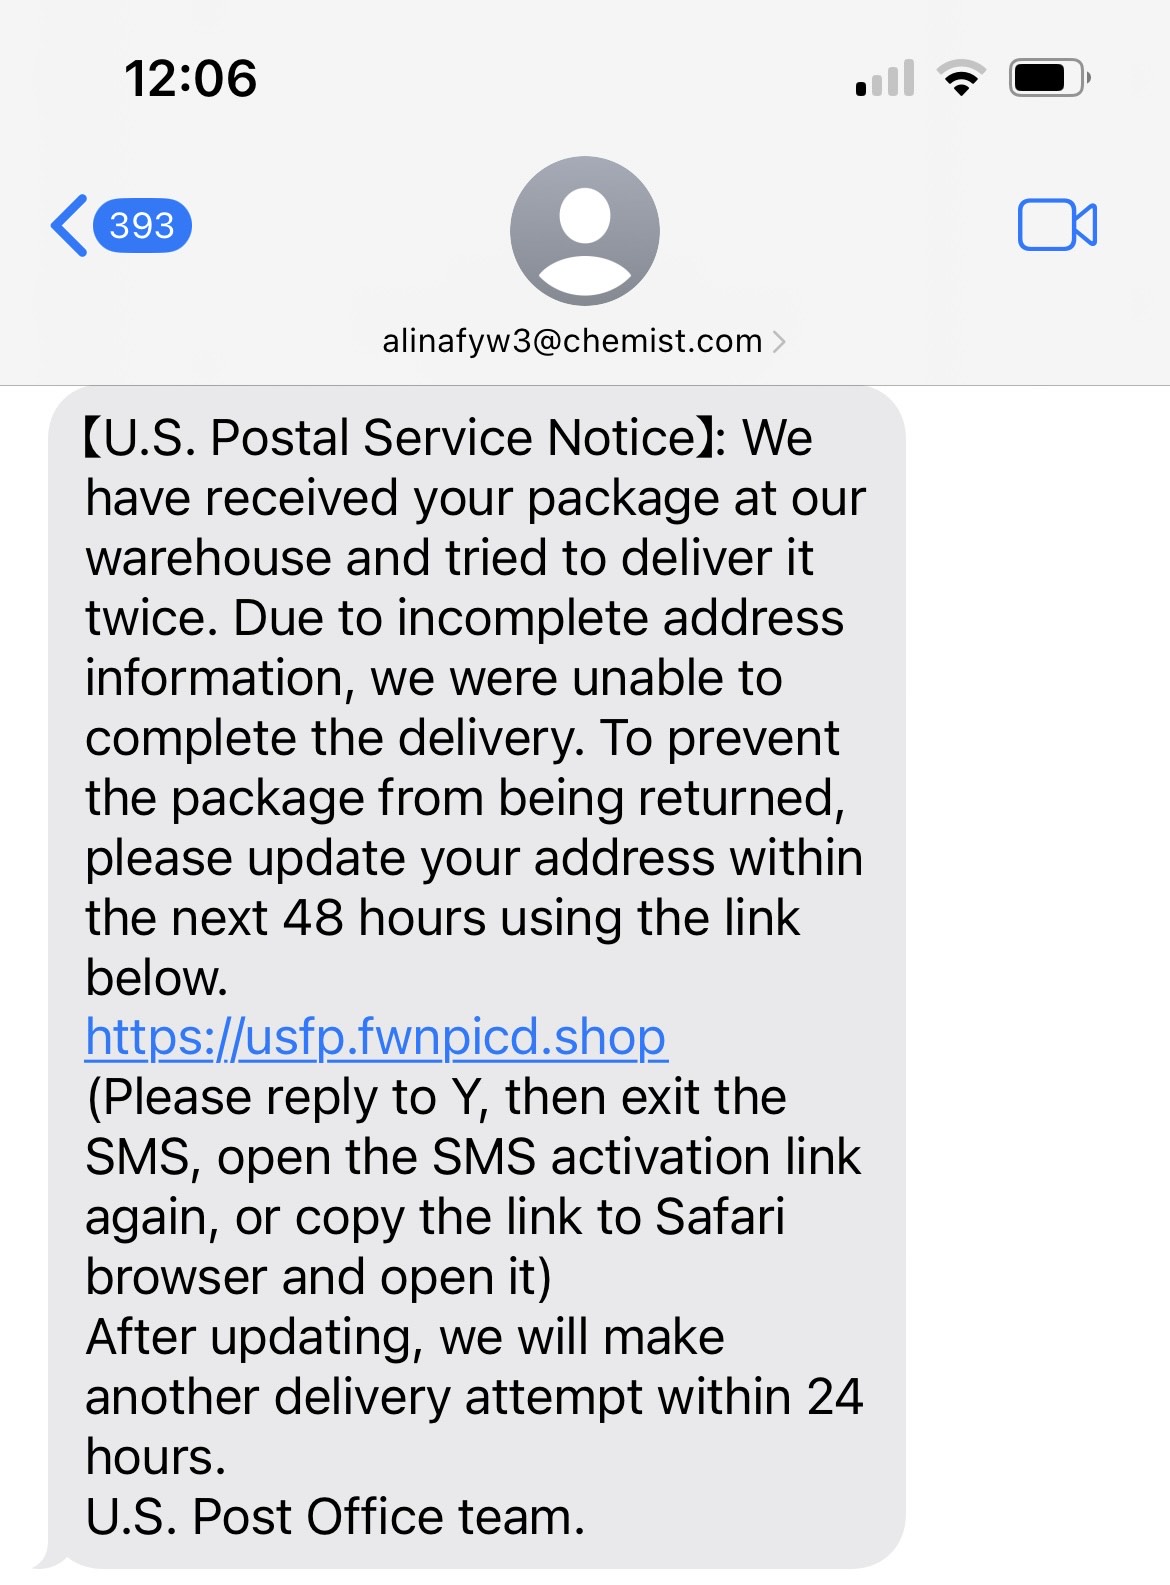 12:06
393
alinafyw3@chemist.com
【U.S. Postal Service Notice】: We
have received your package at our
warehouse and tried to deliver it
twice. Due to incomplete address
information, we were unable to
complete the delivery. To prevent
the package from being returned,
please update your address within
the next 48 hours using the link
below.
https://usfp.fwnpicd.shop
(Please reply to Y, then exit the
SMS, open the SMS activation link
again, or copy the link to Safari
browser and open it)
After updating, we will make
another delivery attempt within 24
hours.
U.S. Post Office team.